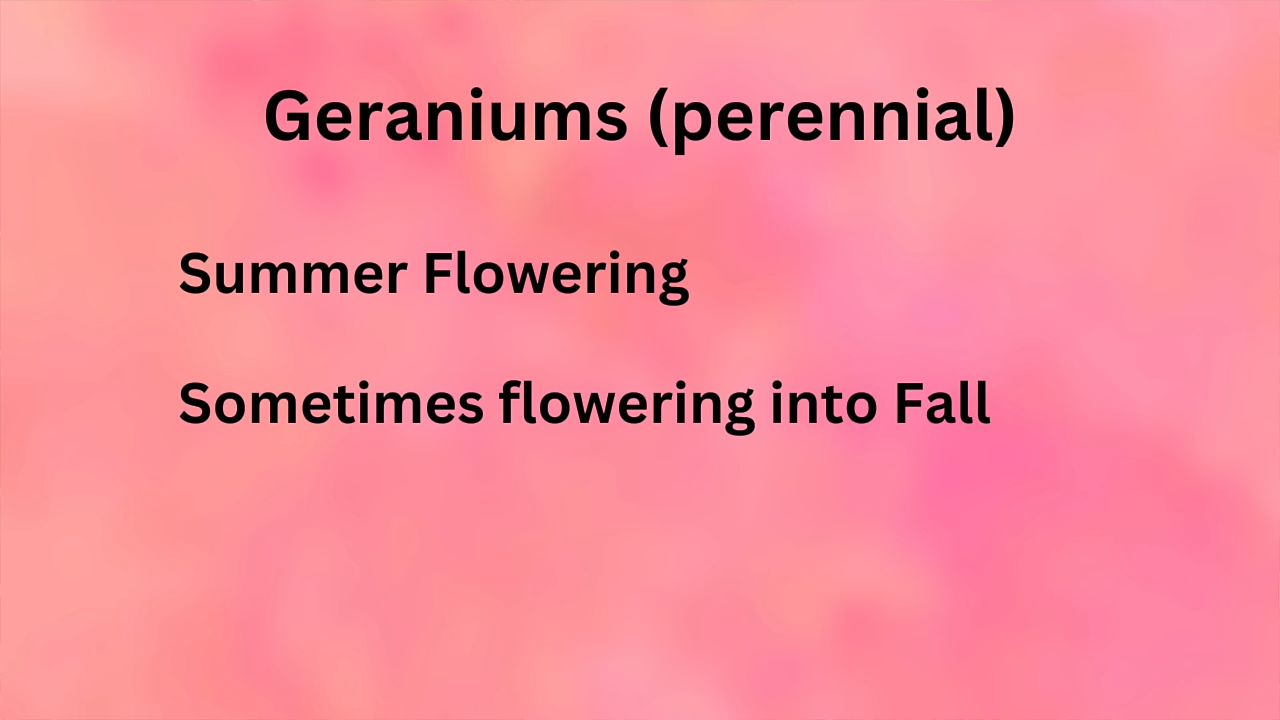 Geraniums (perennial)
Summer Flowering
Sometimes flowering into Fall